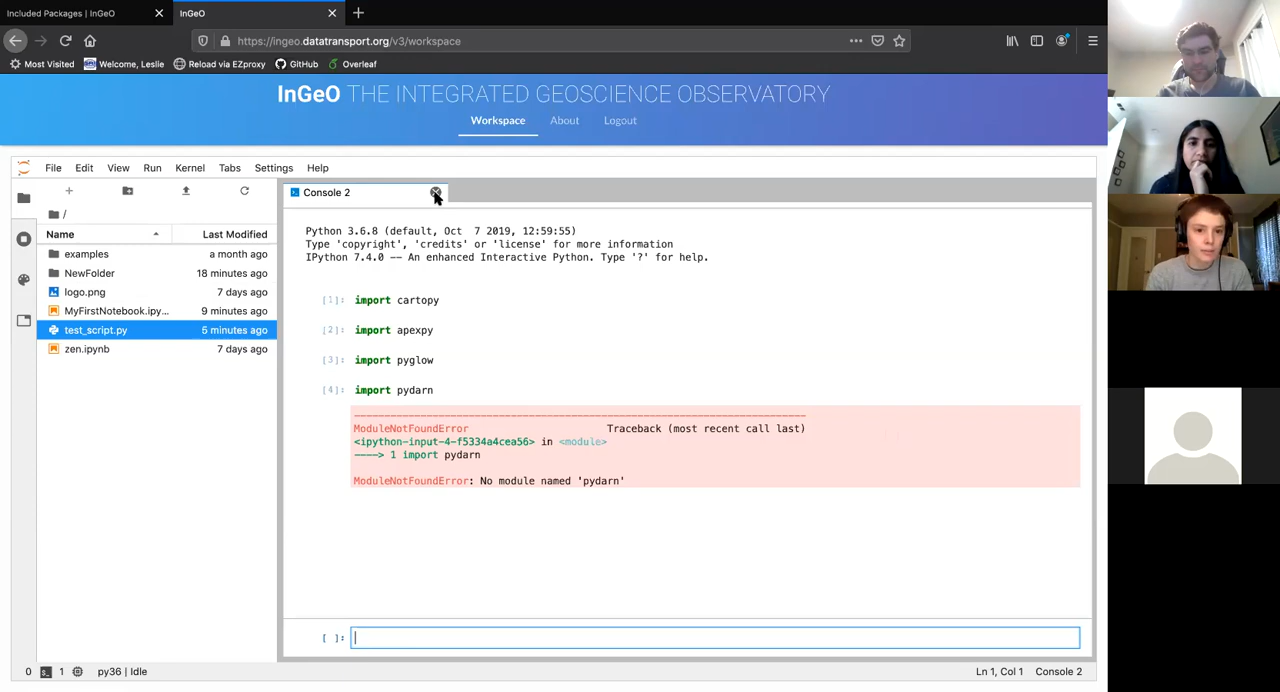 Included Packages | InGeO
InGeO
https://ingeo.datatransport.org/v3/workspace
Most Visited
Welcome, Leslie
Reload via EZproxy
GitHub
Overleaf
InGeO THE INTEGRATED GEOSCIENCE OBSERVATORY
Workspace
About
Logout
File
Edit
View
Run
Kernel
Tabs
Settings
Help
/
Name
Last Modified
examples
a month ago
NewFolder
18 minutes ago
logo.png
7 days ago
MyFirstNotebook.ipy...
9 minutes ago
test_script.py
5 minutes ago
zen.ipynb
7 days ago
Console 2
Python 3.6.8 (default, Oct  7 2019, 12:59:55)
Type 'copyright', 'credits' or 'license' for more information
IPython 7.4.0 -- An enhanced Interactive Python. Type '?' for help.
[1]: import cartopy
[2]: import apexpy
[3]: import pyglow
[4]: import pydarn
---------------------------------------------------------------------------
ModuleNotFoundError                       Traceback (most recent call last)
<ipython-input-4-f5334a4cea56> in <module>
----> 1 import pydarn
ModuleNotFoundError: No module named 'pydarn'
[ ]:
0
1
py36 | Idle
Ln 1, Col 1
Console 2